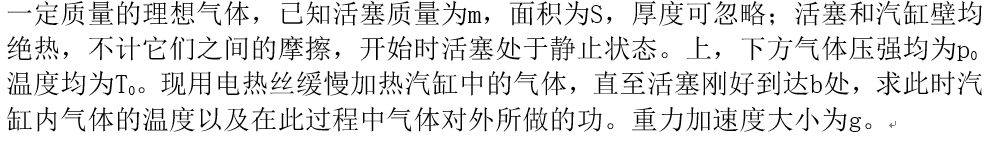 一定质量的理想气体，已知活塞质量为m，面积为S，厚度可忽略；活塞和汽缸壁均
绝热，不计它们之间的摩擦，开始时活塞处于静止状态。上，下方气体压强均为p₀
温度均为T₀。现用电热丝缓慢加热汽缸中的气体，直至活塞刚好到达b处，求此时汽
缸内气体的温度以及在此过程中气体对外所做的功。重力加速度大小为g。